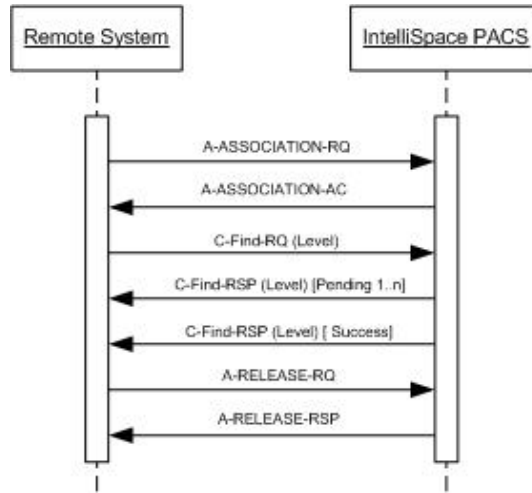 Remote System
IntelliSpace PACS
A-ASSOCIATION-RQ
A-ASSOCIATION-AC
C-Find-RQ (Level)
C-Find-RSP (Level) [Pending 1..n]
C-Find-RSP (Level) [ Success]
A-RELEASE-RQ
A-RELEASE-RSP